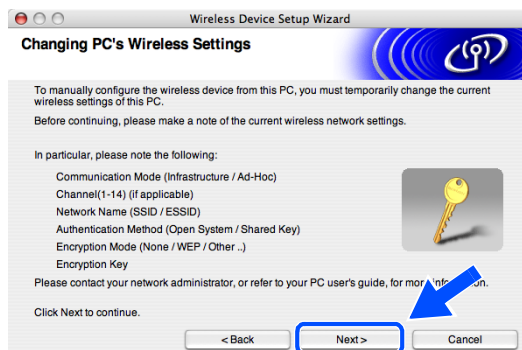 Wireless Device Setup Wizard
Changing PC's Wireless Settings
To manually configure the wireless device from this PC, you must temporarily change the current
wireless settings of this PC.
Before continuing, please make a note of the current wireless network settings.
In particular, please note the following:
Communication Mode (Infrastructure / Ad-Hoc)
Channel(1-14) (if applicable)
Network Name (SSID / ESSID)
Authentication Method (Open System / Shared Key)
Encryption Mode (None / WEP / Other ..)
Encryption Key
Please contact your network administrator, or refer to your PC user's guide, for more
Click Next to continue.
< Back Next > Cancel